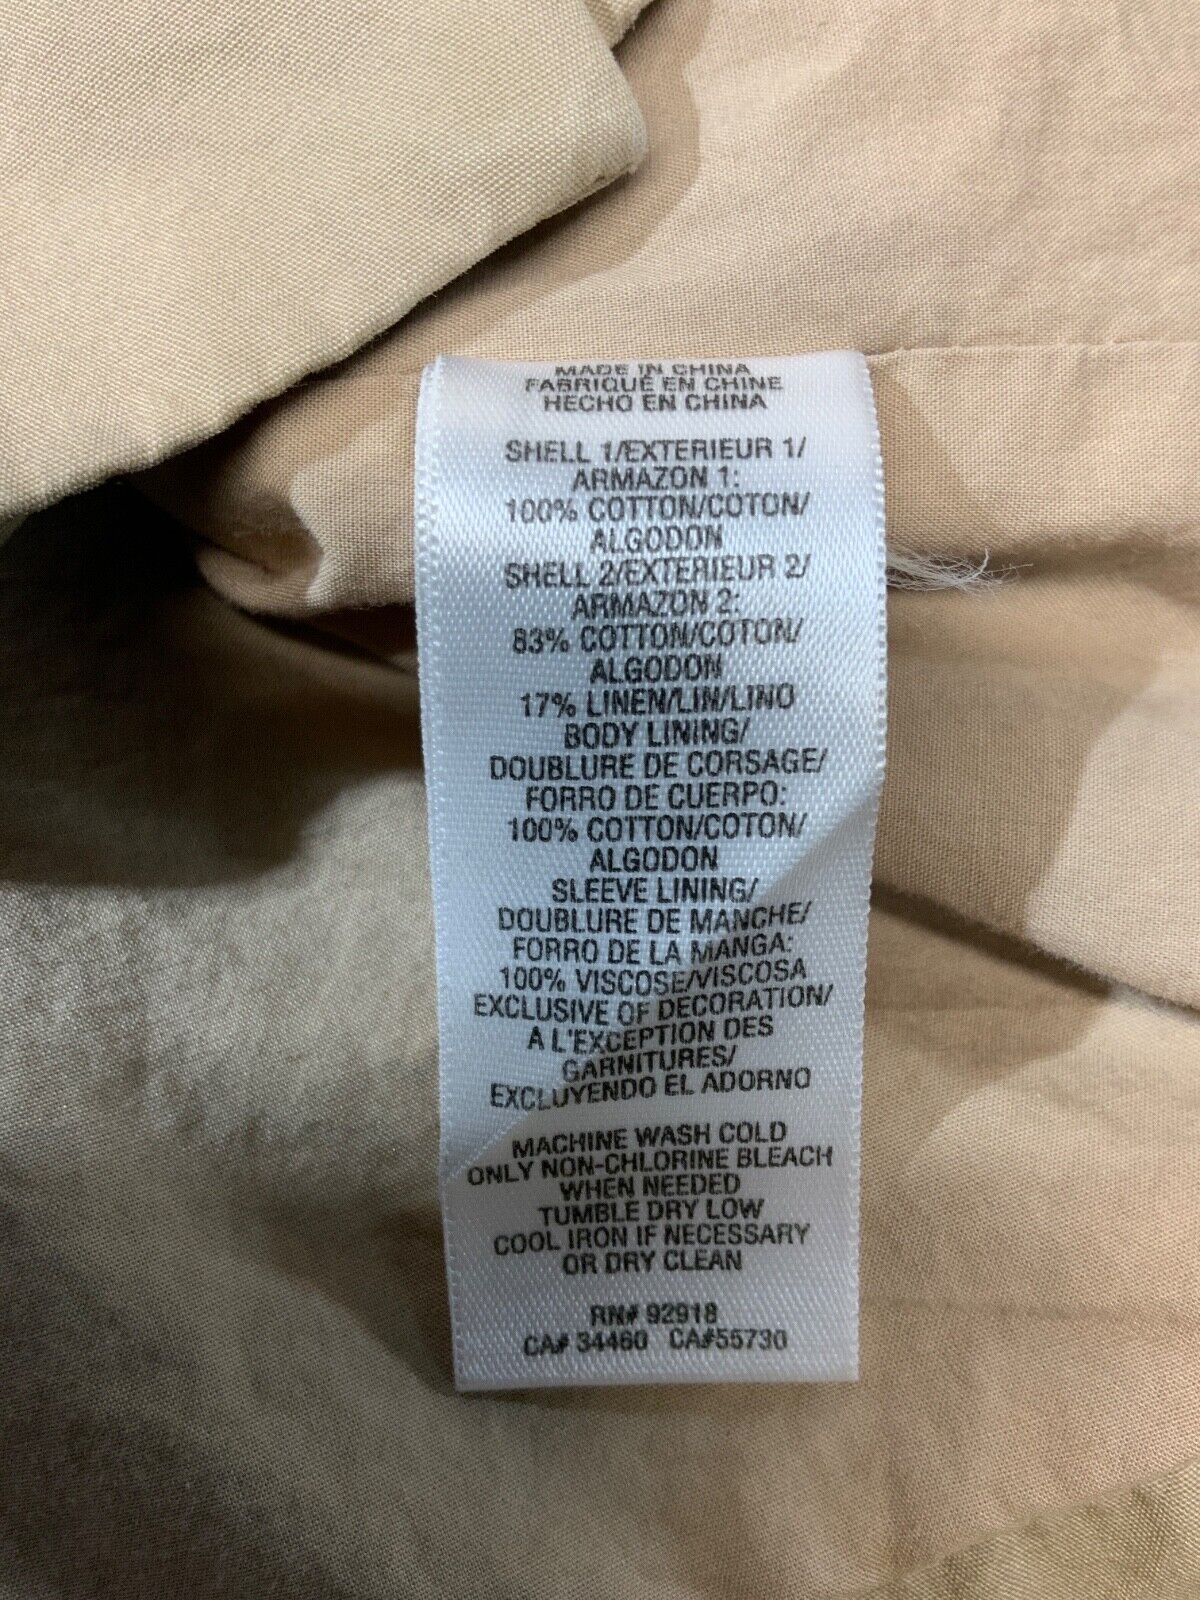 MADE IN CHINA
FABRIQUÉ EN CHINE
HECHO EN CHINA
SHELL 1/EXTERIEUR 1/
ARMAZON 1:
100% COTTON/COTON/
ALGODON
SHELL 2/EXTERIEUR 2/
ARMAZON 2:
83% COTTON/COTON/
ALGODON
17% LINEN/LIN/LINO
BODY LINING/
DOUBLURE DE CORSAGE/
FORRO DE CUERPO:
100% COTTON/COTON/
ALGODON
SLEEVE LINING/
DOUBLURE DE MANCHE/
FORRO DE LA MANGA:
100% VISCOSE/VISCOSA
EXCLUSIVE OF DECORATION/
A L'EXCEPTION DES
GARNITURES/
EXCLUYENDO EL ADORNO
MACHINE WASH COLD
ONLY NON-CHLORINE BLEACH
WHEN NEEDED
TUMBLE DRY LOW
COOL IRON IF NECESSARY
OR DRY CLEAN
RN# 92918
CA# 34460 CA#55730